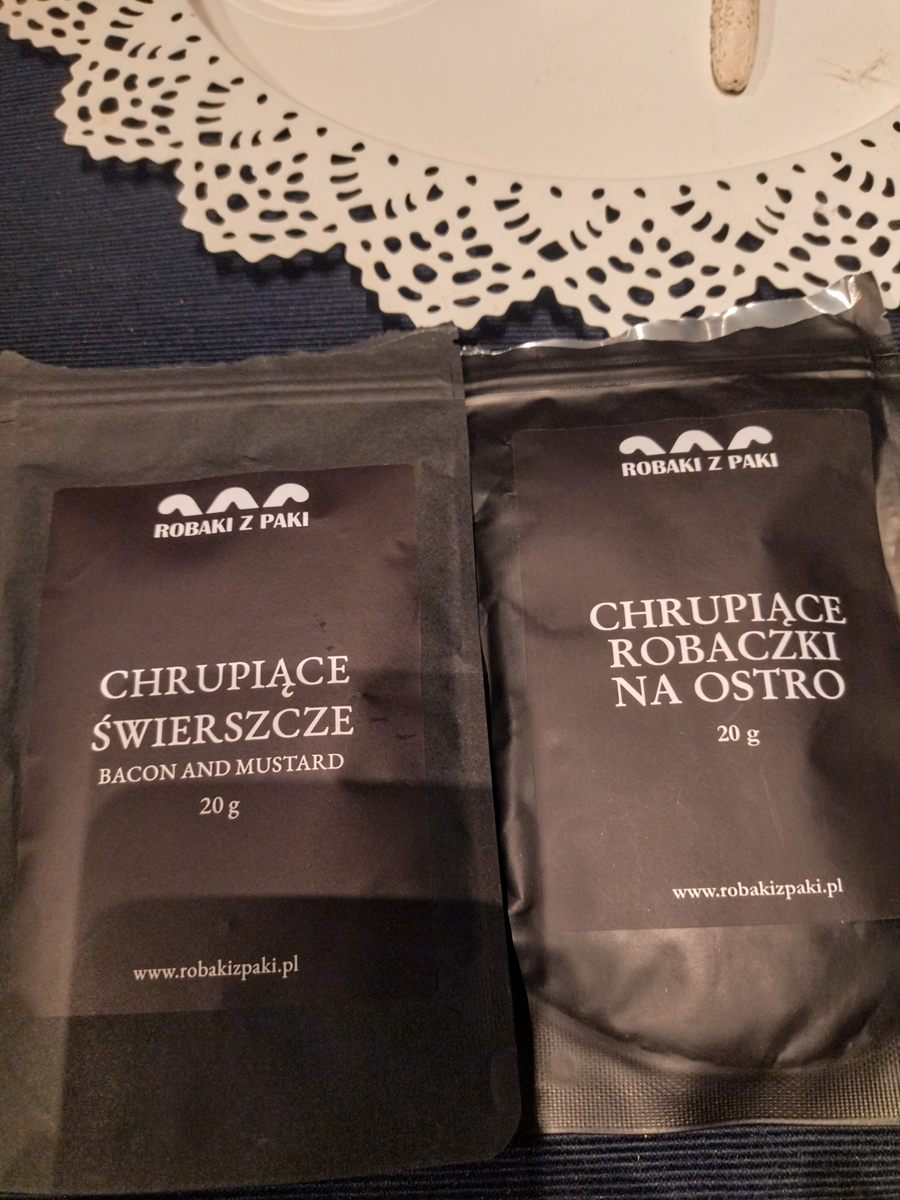 ROBAKI Z PAKI
CHRUPIĄCE
ŚWIERSZCZE
BACON AND MUSTARD
20 g
www.robakizpaki.pl
ROBAKI Z PAKI
CHRUPIĄCE
ROBACZKI
NA OSTRO
20 g
www.robakizpaki.pl